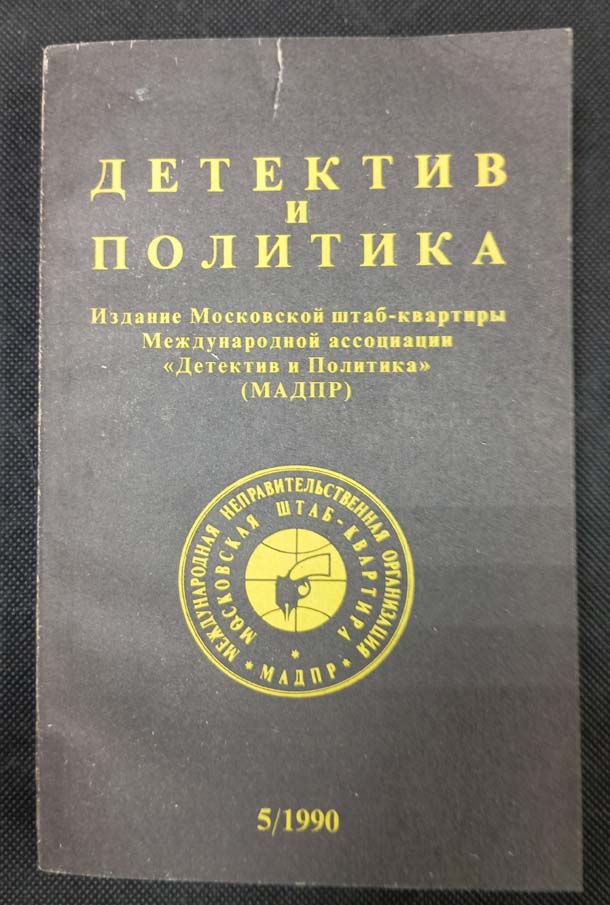 ДЕТЕКТИВ
И
ПОЛИТИКА
Издание Московской штаб-квартиры
Международной ассоциации
«Детектив и Политика»
(МАДПР)
МЕЖДУНАРОДНАЯ НЕПРАВИТЕЛЬСТВЕННАЯ ОРГАНИЗАЦИЯ
МОСКОВСКАЯ ШТАБ-КВАРТИРА
* МАДПР *
5/1990